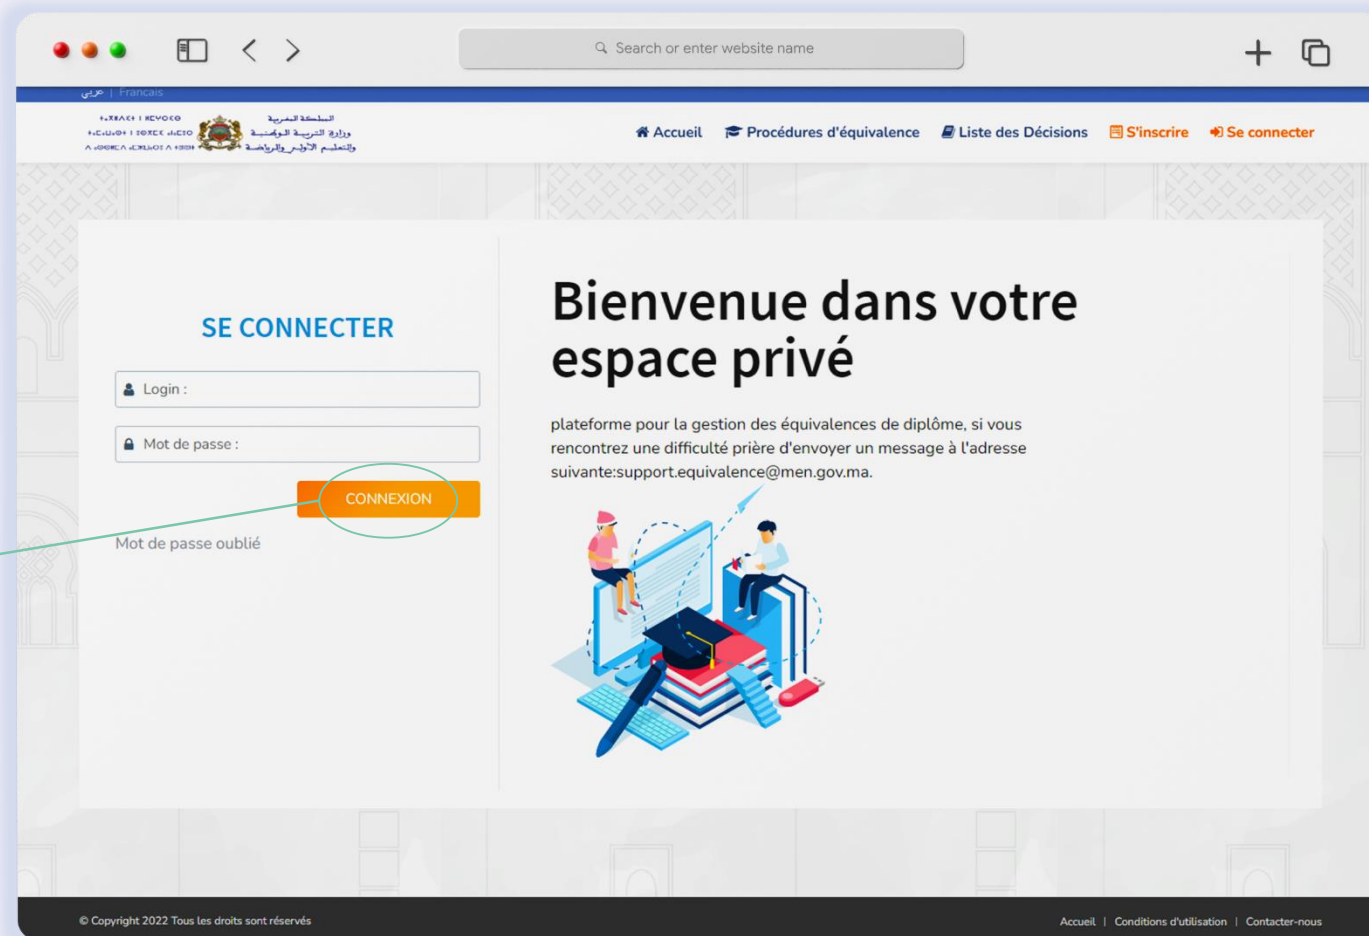 Search or enter website name
عربي | Francais
المملكة المغربية
وزارة التربية الوطنية
والتعليم الأولي والرياضة
Accueil Procédures d'équivalence Liste des Décisions S'inscrire Se connecter
SE CONNECTER
Login :
Mot de passe :
CONNEXION
Mot de passe oublié
Bienvenue dans votre
espace privé
plateforme pour la gestion des équivalences de diplôme, si vous
rencontrez une difficulté prière d'envoyer un message à l'adresse
suivante:support.equivalence@men.gov.ma.
© Copyright 2022 Tous les droits sont réservés
Accueil | Conditions d'utilisation | Contacter-nous